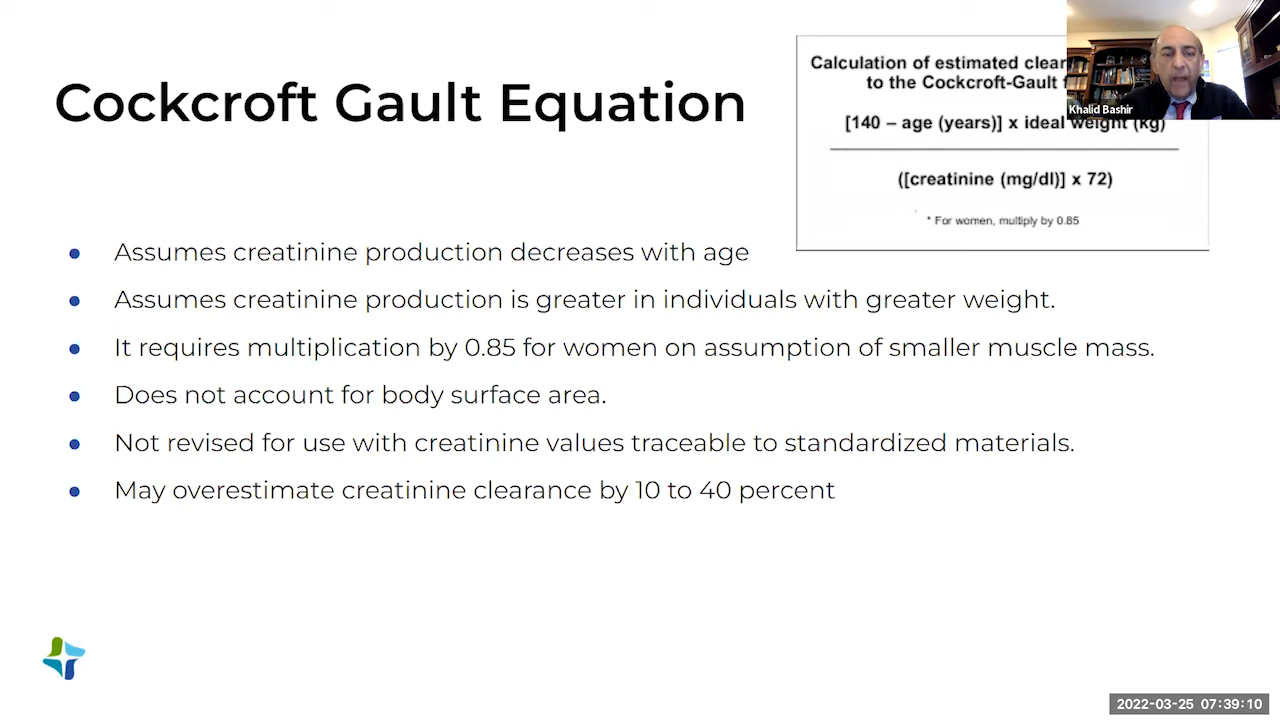 Cockcroft Gault Equation
Calculation of estimated
to the Cockcroft-Gault
[140 – age (years)] x ideal weight (kg)
([creatinine (mg/dl)] x 72)
* For women, multiply by 0.85
Khalid Bashir
● Assumes creatinine production decreases with age
● Assumes creatinine production is greater in individuals with greater weight.
● It requires multiplication by 0.85 for women on assumption of smaller muscle mass.
● Does not account for body surface area.
● Not revised for use with creatinine values traceable to standardized materials.
● May overestimate creatinine clearance by 10 to 40 percent
2022-03-25 07:39:10